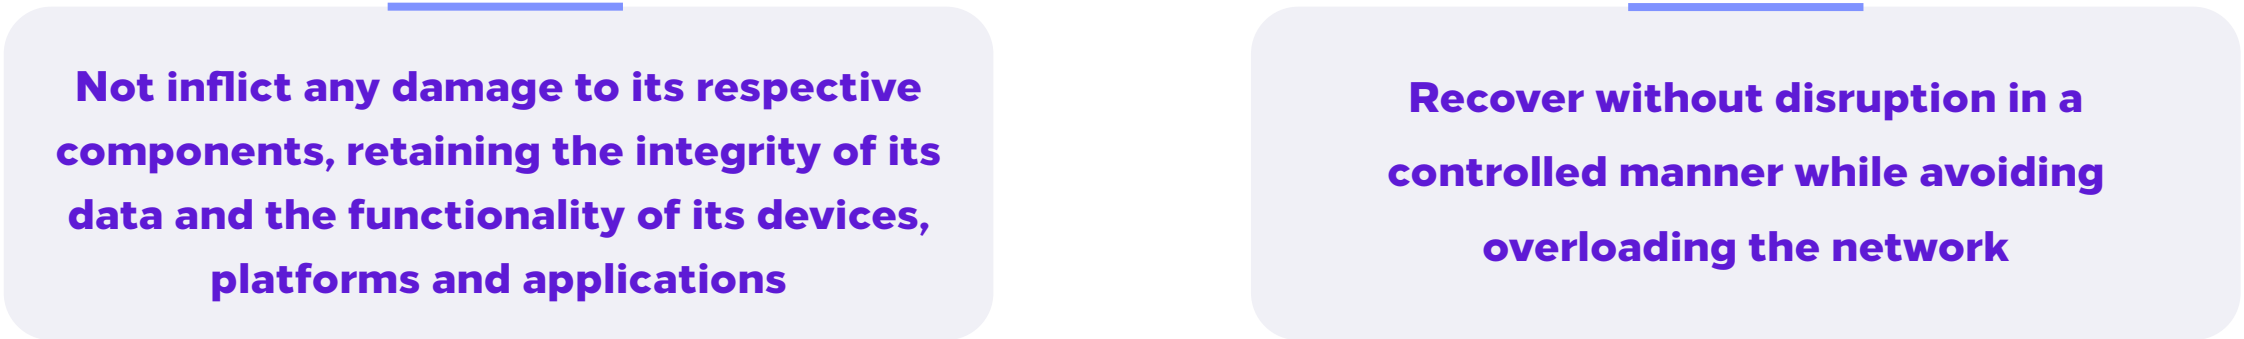 Not inflict any damage to its respective
components, retaining the integrity of its
data and the functionality of its devices,
platforms and applications
Recover without disruption in a
controlled manner while avoiding
overloading the network